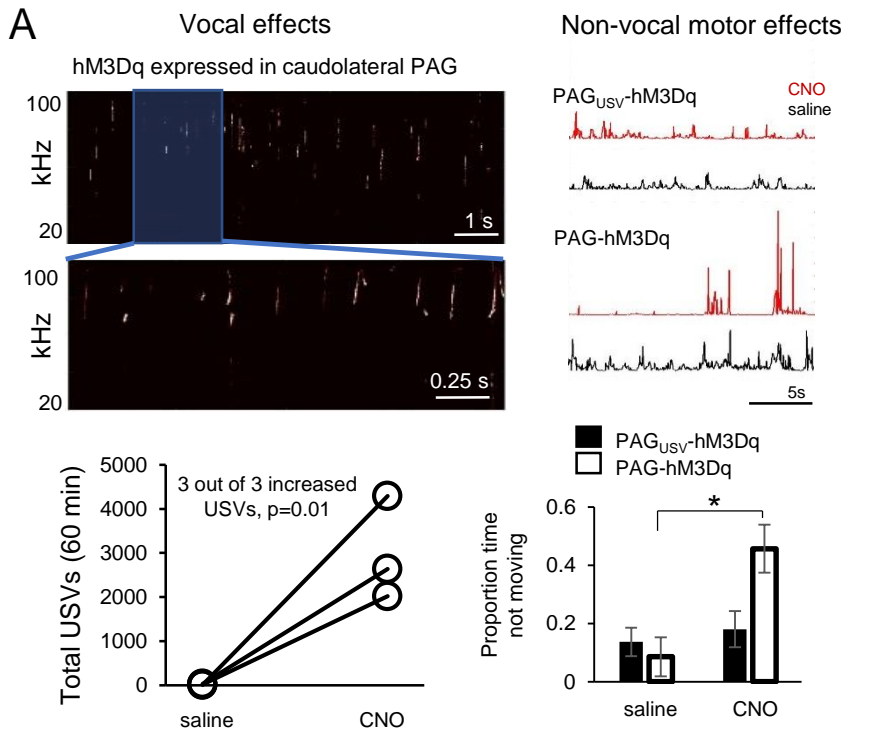 A
Vocal effects
hM3Dq expressed in caudolateral PAG
100
kHz
20
1 s
100
kHz
20
0.25 s
Non-vocal motor effects
PAGUSV-hM3Dq
CNO
saline
PAG-hM3Dq
5s
Total USVs (60 min)
5000
4000
3000
2000
1000
0
3 out of 3 increased
USVs, p=0.01
saline
CNO
PAGUSV-hM3Dq
PAG-hM3Dq
Proportion time
not moving
0.6
0.4
0.2
0
*
saline
CNO